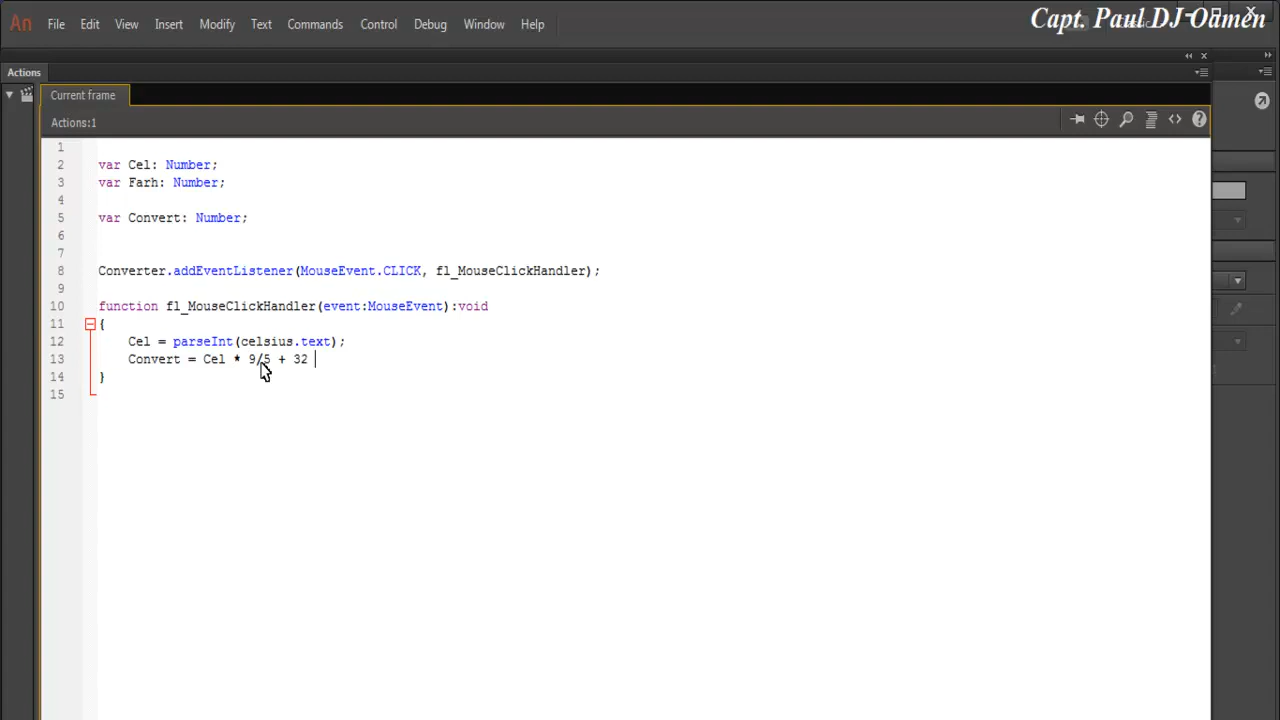 Capt. Paul DJ-Oamen
An File Edit View Insert Modify Text Commands Control Debug Window Help
Actions
Current frame
Actions:1
1
2 var Cel: Number;
3 var Farh: Number;
4
5 var Convert: Number;
6
7
8 Converter.addEventListener(MouseEvent.CLICK, fl_MouseClickHandler);
9
10 function fl_MouseClickHandler(event:MouseEvent):void
11 {
12 Cel = parseInt(celsius.text);
13 Convert = Cel * 9/5 + 32
14 }
15